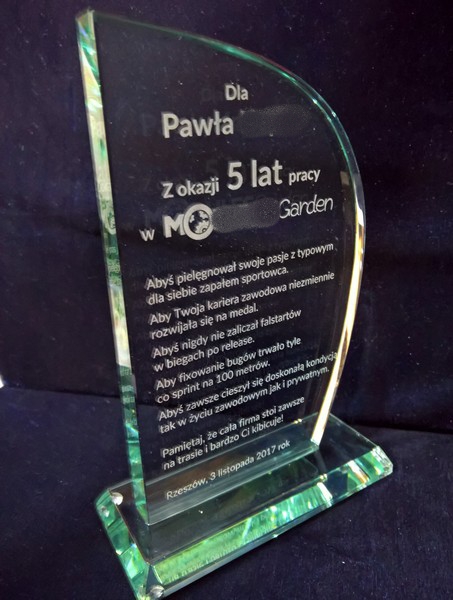 Dla
Pawła
Z okazji 5 lat pracy
w MO Garden
Abyś pielęgnował swoje pasje z typowym
dla siebie zapałem sportowca.
Aby Twoja kariera zawodowa niezmiennie
rozwijała się na medal.
Abyś nigdy nie zaliczał falstartów
w biegach po release.
Aby fixowanie bugów trwało tyle
co sprint na 100 metrów.
Abyś zawsze cieszył się doskonałą kondycją
tak w życiu zawodowym jak i prywatnym.
Pamiętaj, że cała firma stoi zawsze
na trasie i bardzo Ci kibicuje!
Rzeszów, 3 listopada 2017 rok